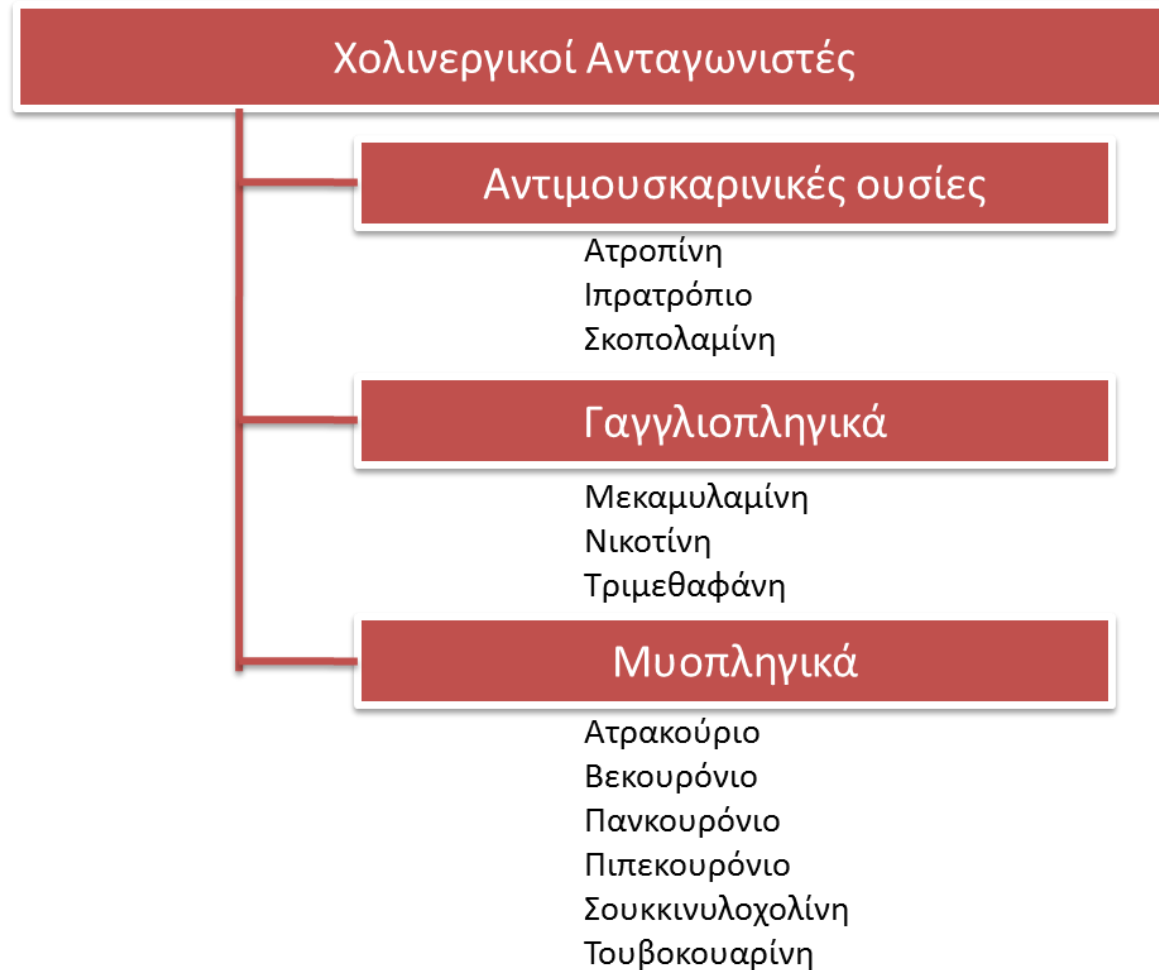 Χολινεργικοί Ανταγωνιστές
Αντιμουσκαρινικές ουσίες
Ατροπίνη
Ιπρατρόπιο
Σκοπολαμίνη
Γαγγλιοπληγικά
Μεκαμυλαμίνη
Νικοτίνη
Τριμεθαφάνη
Μυοπληγικά
Ατρακούριο
Βεκουρόνιο
Πανκουρόνιο
Πιπεκουρόνιο
Σουκκινυλοχολίνη
Τουβοκουαρίνη